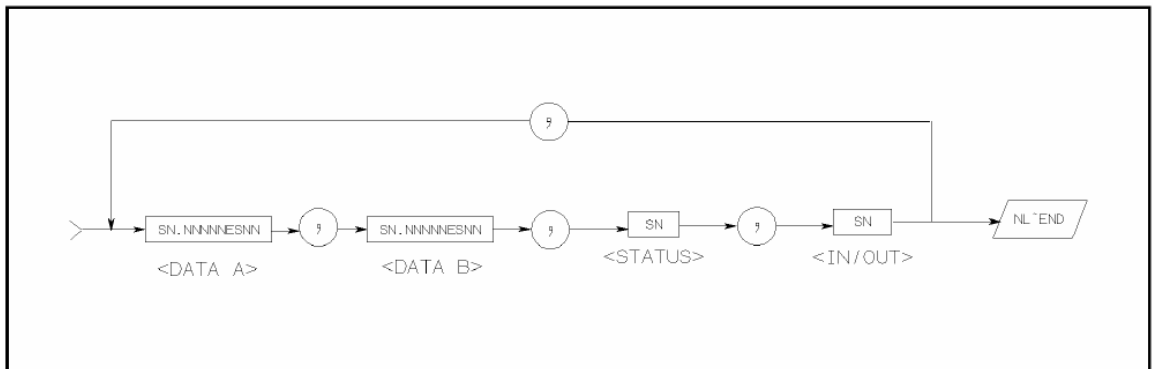 ,
SN.NNNNNESNN , SN.NNNNNESNN , SN , SN NL^END
<DATA A> <DATA B> <STATUS> <IN/OUT>